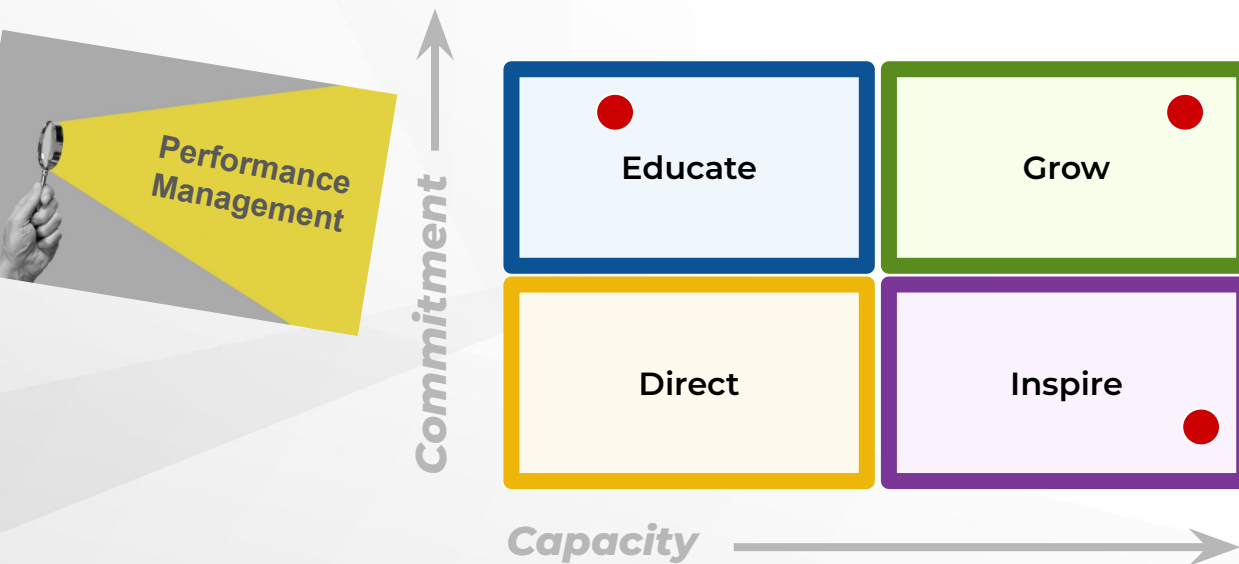 Performance
Management
Commitment
Educate
Grow
Direct
Inspire
Capacity